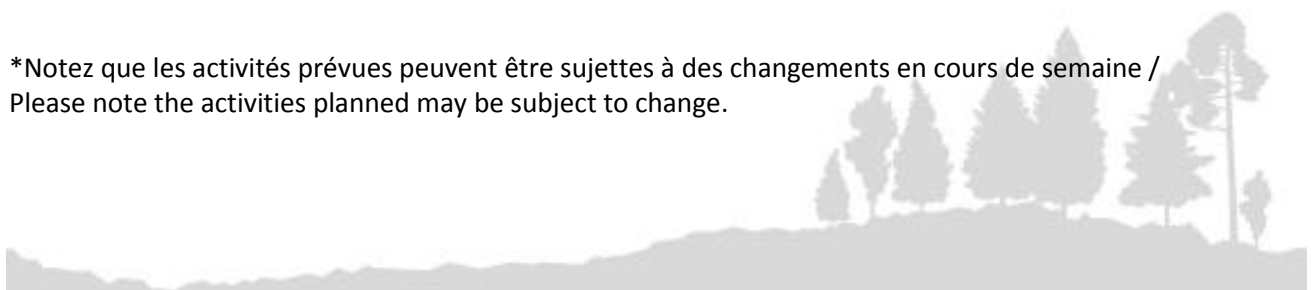 *Notez que les activités prévues peuvent être sujettes à des changements en cours de semaine /
Please note the activities planned may be subject to change.